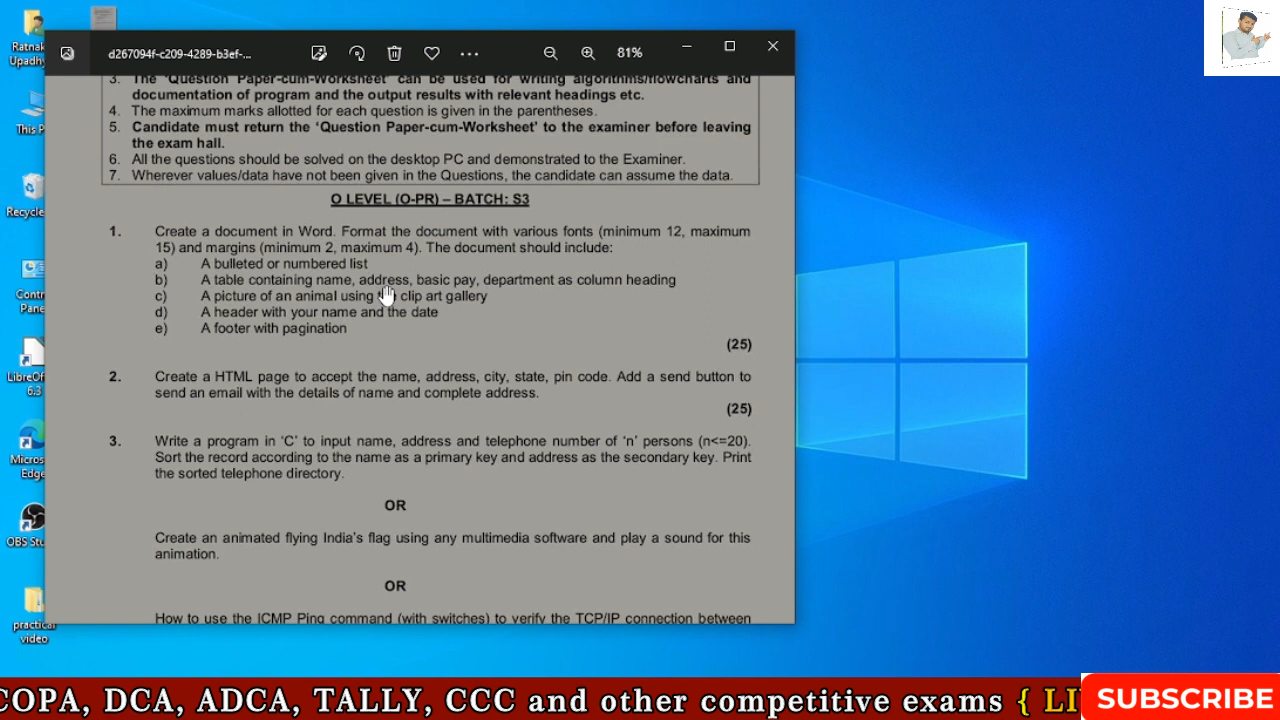 Ratnak
Upadhy
This P
Recycle
Contr
Pane
LibreOf
6.3
Micros
Edge
OBS Stu
practical
video
d267094f-c209-4289-b3ef-...
81%
3. The 'Question Paper-cum-Worksheet' can be used for writing algorithms/flowcharts and
documentation of program and the output results with relevant headings etc.
4. The maximum marks allotted for each question is given in the parentheses.
5. Candidate must return the 'Question Paper-cum-Worksheet' to the examiner before leaving
the exam hall.
6. All the questions should be solved on the desktop PC and demonstrated to the Examiner.
7. Wherever values/data have not been given in the Questions, the candidate can assume the data.
O LEVEL (O-PR) – BATCH: S3
1. Create a document in Word. Format the document with various fonts (minimum 12, maximum
15) and margins (minimum 2, maximum 4). The document should include:
a) A bulleted or numbered list
b) A table containing name, address, basic pay, department as column heading
c) A picture of an animal using clip art gallery
d) A header with your name and the date
e) A footer with pagination
(25)
2. Create a HTML page to accept the name, address, city, state, pin code. Add a send button to
send an email with the details of name and complete address.
(25)
3. Write a program in 'C' to input name, address and telephone number of 'n' persons (n<=20).
Sort the record according to the name as a primary key and address as the secondary key. Print
the sorted telephone directory.
OR
Create an animated flying India's flag using any multimedia software and play a sound for this
animation.
OR
How to use the ICMP Ping command (with switches) to verify the TCP/IP connection between
COPA, DCA, ADCA, TALLY, CCC and other competitive exams { LI
SUBSCRIBE